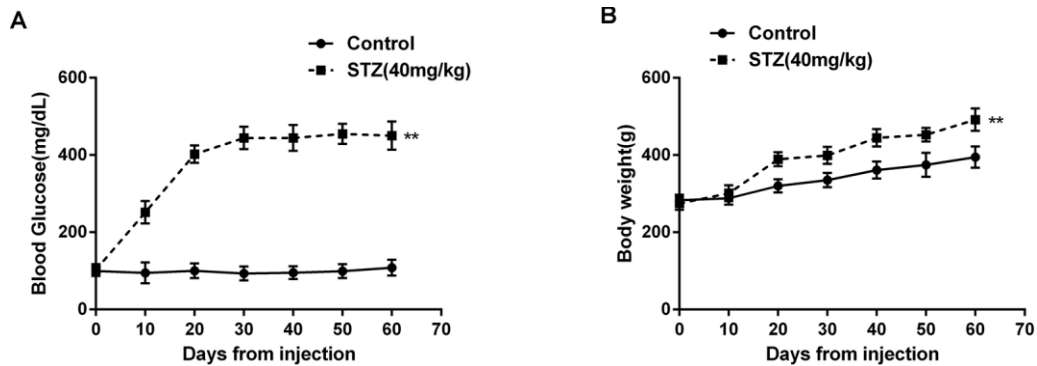 A
Control
STZ(40mg/kg)
600
400
200
0
Blood Glucose(mg/dL)
**
0 10 20 30 40 50 60 70
Days from injection
B
Control
STZ(40mg/kg)
600
400
200
0
Body weight(g)
**
0 10 20 30 40 50 60 70
Days from injection